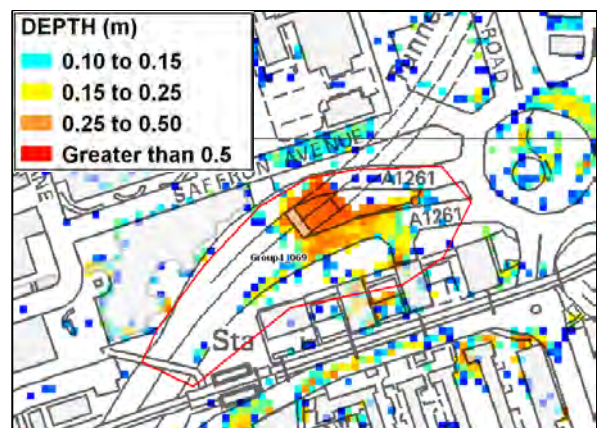 DEPTH (m)
0.10 to 0.15
0.15 to 0.25
0.25 to 0.50
Greater than 0.5
ROAD
SAFFRON AVENUE
A1261
A1261
NE
Sta